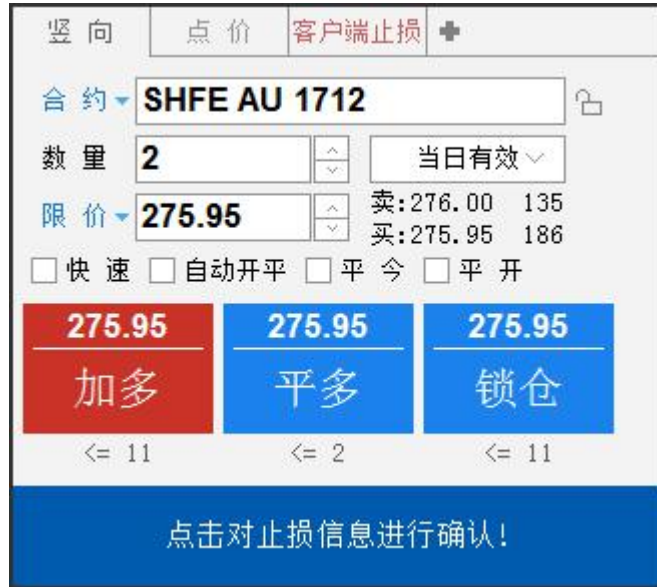 竖 向 点 价 客户端止损
合 约 SHFE AU 1712
数 量 2 当日有效
限 价 275.95 卖:276.00 135
买:275.95 186
快 速 自动开平 平 今 平 开
275.95 275.95 275.95
加多 平多 锁仓
<= 11 <= 2 <= 11
点击对止损信息进行确认!